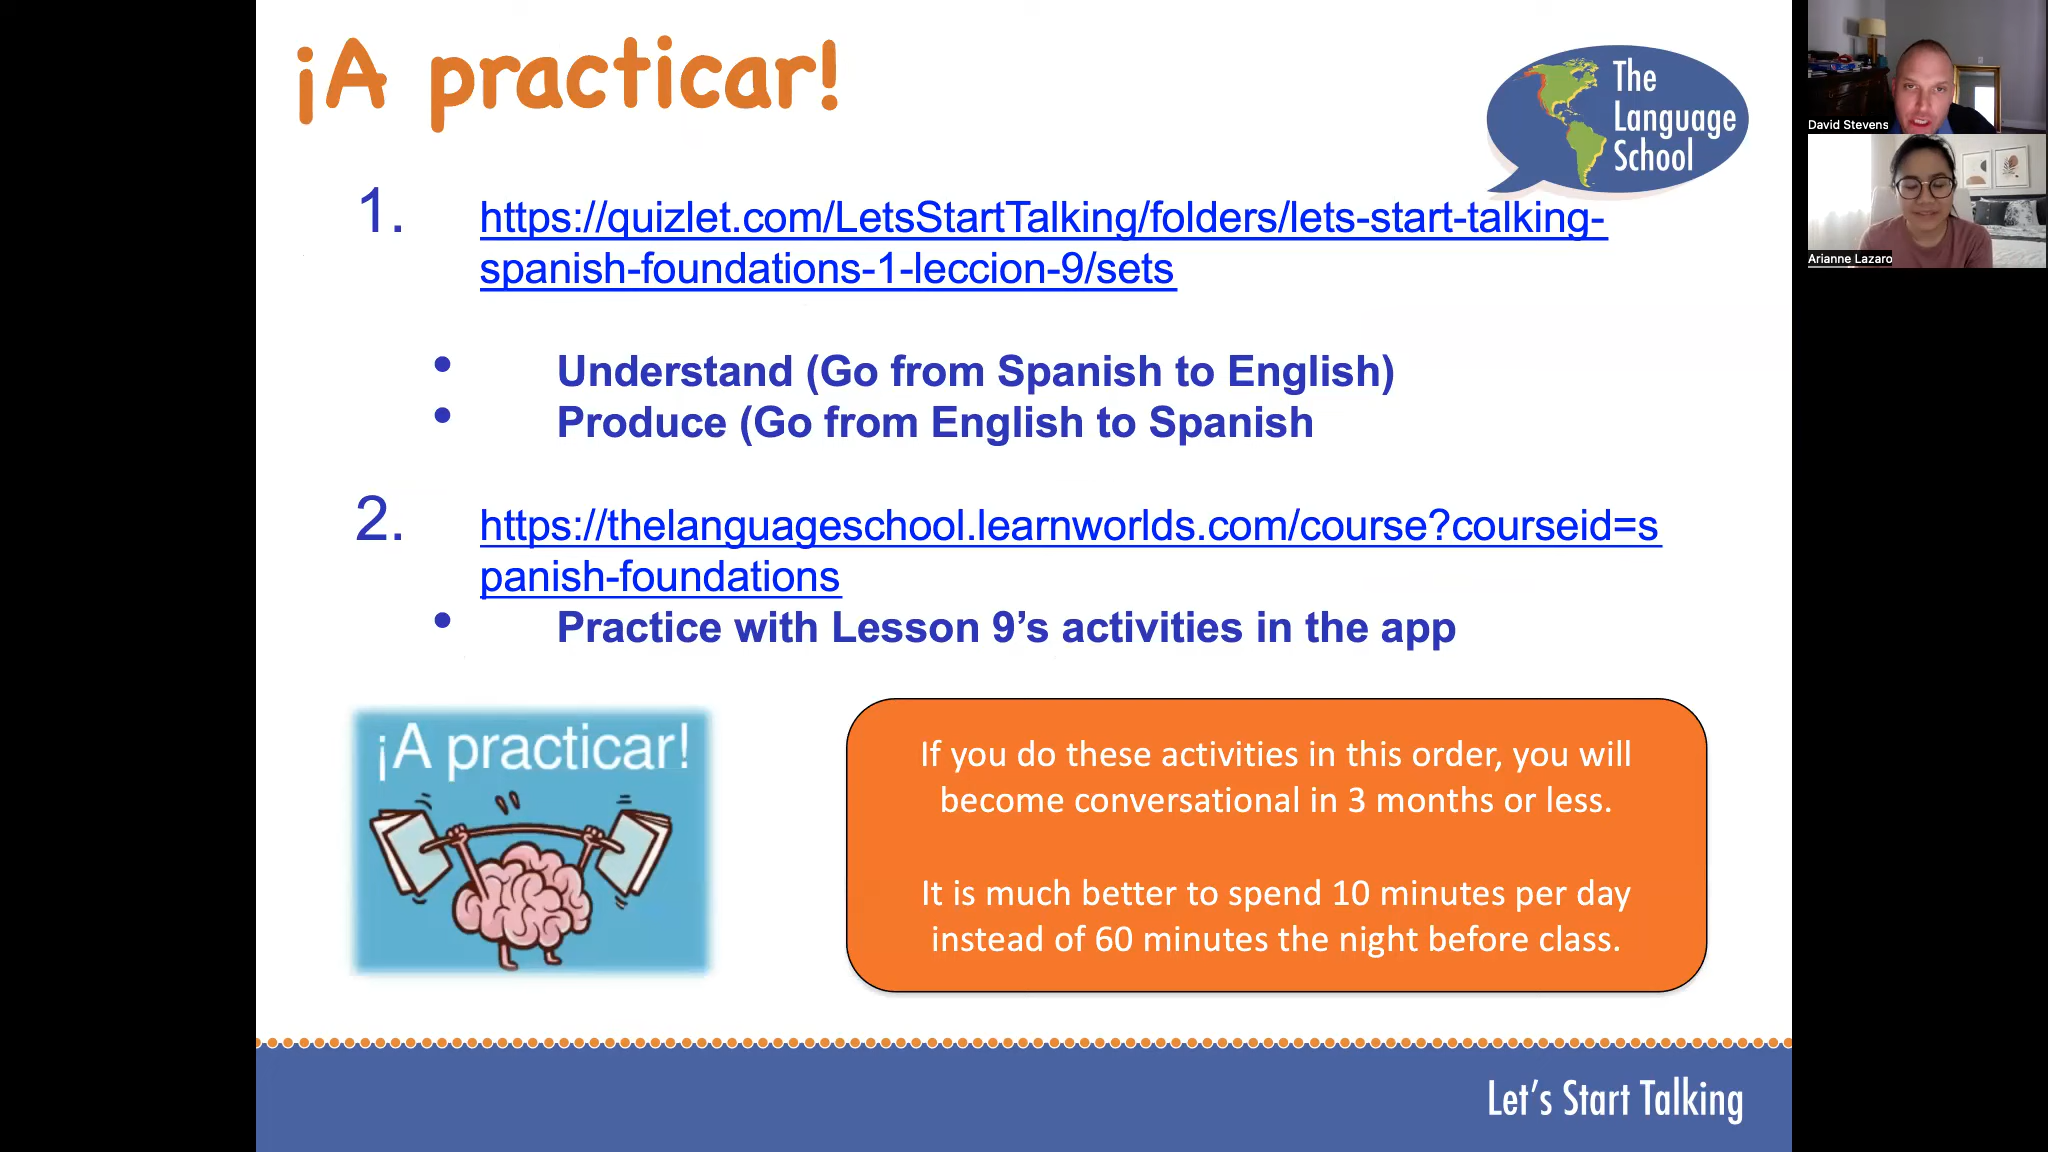 ¡A practicar!
The
Language
School
1. https://quizlet.com/LetsStartTalking/folders/lets-start-talking-
spanish-foundations-1-leccion-9/sets
• Understand (Go from Spanish to English)
• Produce (Go from English to Spanish
2. https://thelanguageschool.learnworlds.com/course?courseid=s
panish-foundations
• Practice with Lesson 9’s activities in the app
¡A practicar!
If you do these activities in this order, you will
become conversational in 3 months or less.
It is much better to spend 10 minutes per day
instead of 60 minutes the night before class.
Let’s Start Talking
David Stevens
Arianne Lazaro